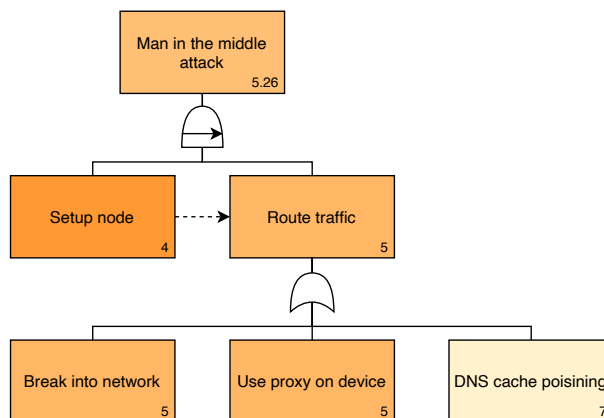 Man in the middle
attack
5.26
Setup node
4
Route traffic
5
Break into network
5
Use proxy on device
5
DNS cache poisining
7